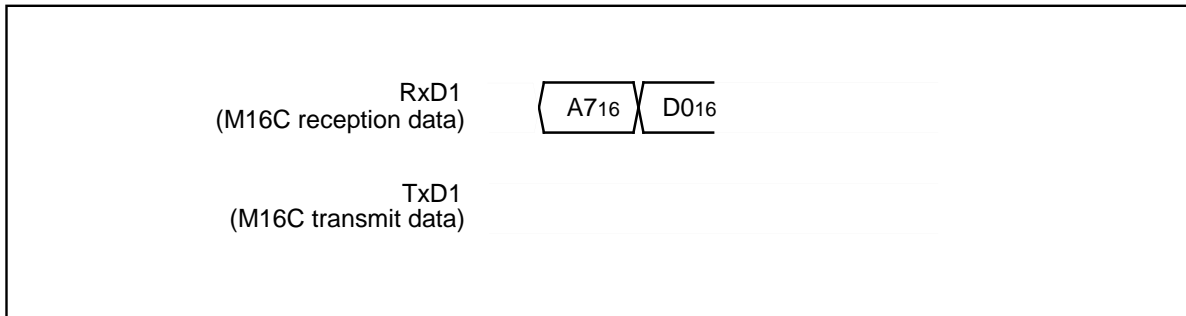 RxD1
(M16C reception data)
A716 D016
TxD1
(M16C transmit data)